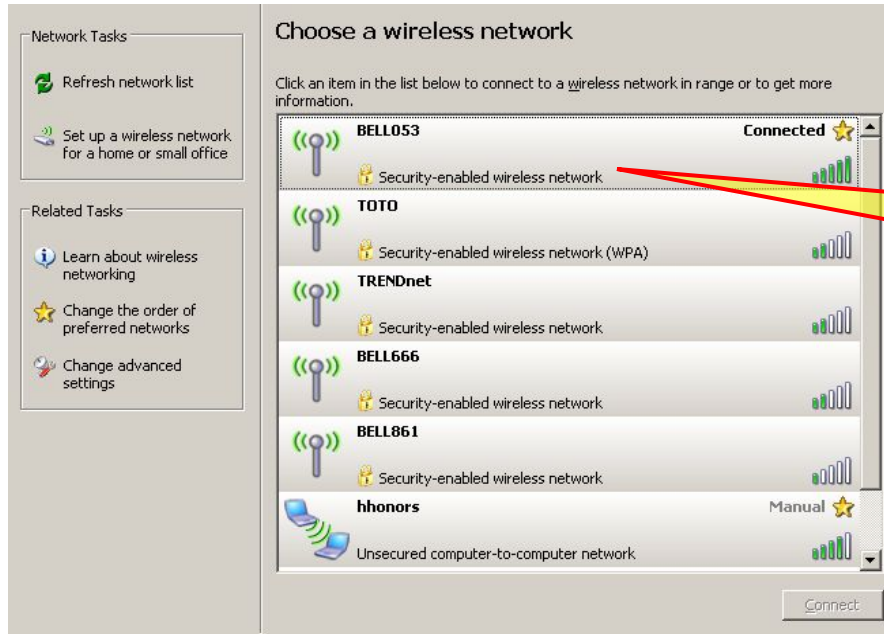 Network Tasks
Refresh network list
Set up a wireless network
for a home or small office
Related Tasks
Learn about wireless
networking
Change the order of
preferred networks
Change advanced
settings
Choose a wireless network
Click an item in the list below to connect to a wireless network in range or to get more
information.
BELL053 Connected
Security-enabled wireless network
TOTO
Security-enabled wireless network (WPA)
TRENDnet
Security-enabled wireless network
BELL666
Security-enabled wireless network
BELL861
Security-enabled wireless network
hhonors Manual
Unsecured computer-to-computer network
Connect